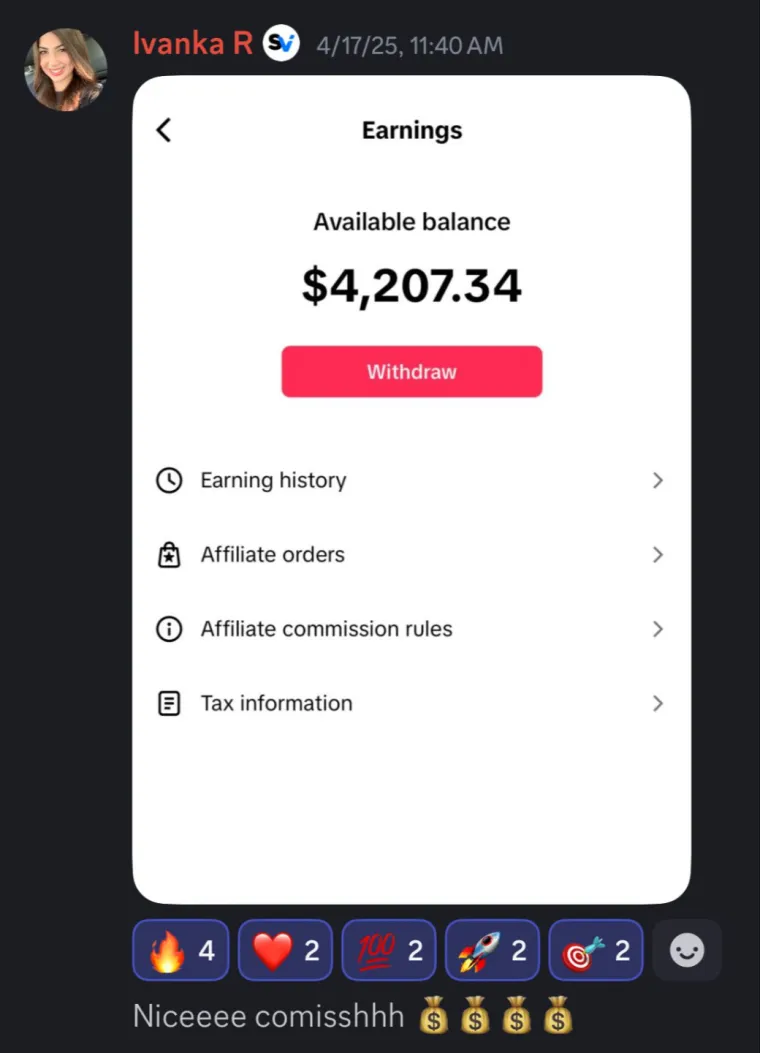 Ivanka R SV 4/17/25, 11:40 AM
Earnings
Available balance
$4,207.34
Withdraw
Earning history
Affiliate orders
Affiliate commission rules
Tax information
🔥 4 ❤️ 2 💯 2 🚀 2 🎯 2
Niceeee comisshhh 💰💰💰💰